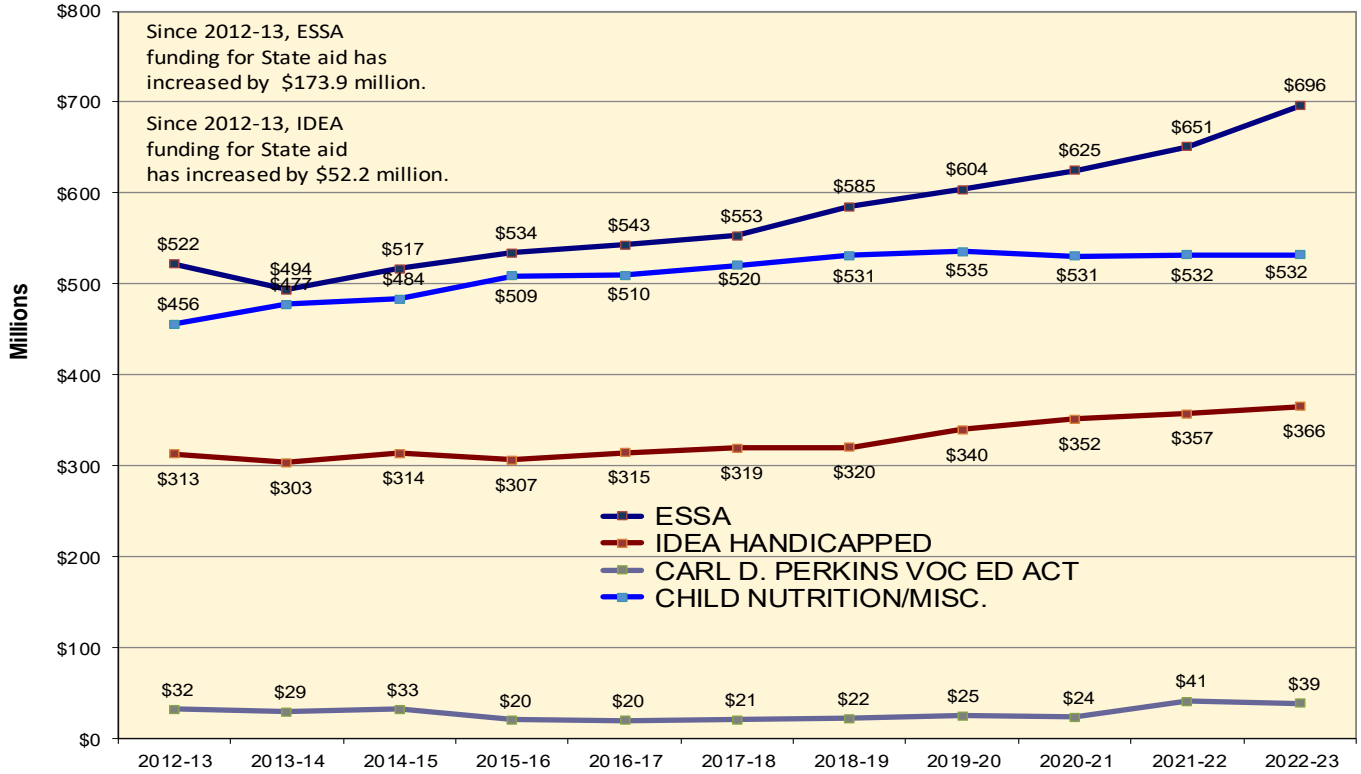 $800
$700
$600
$500
$400
$300
$200
$100
$0
Millions
Since 2012-13, ESSA
funding for State aid has
increased by $173.9 million.
Since 2012-13, IDEA
funding for State aid
has increased by $52.2 million.
$522 $494 $517 $534 $543 $553 $585 $604 $625 $651 $696
$456 $477 $484 $509 $510 $520 $531 $535 $531 $532 $532
$313 $303 $314 $307 $315 $319 $320 $340 $352 $357 $366
ESSA
IDEA HANDICAPPED
CARL D. PERKINS VOC ED ACT
CHILD NUTRITION/MISC.
$32 $29 $33 $20 $20 $21 $22 $25 $24 $41 $39
2012-13 2013-14 2014-15 2015-16 2016-17 2017-18 2018-19 2019-20 2020-21 2021-22 2022-23